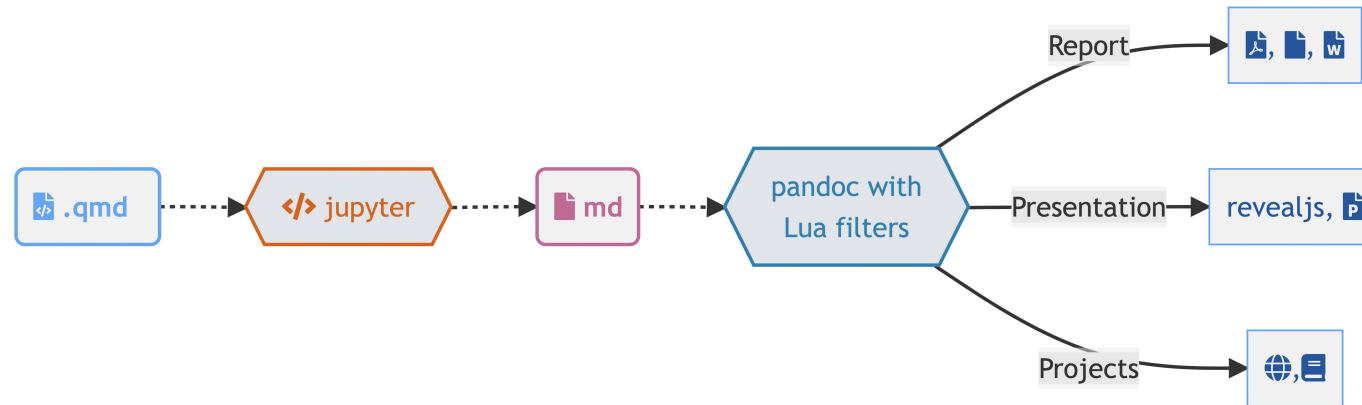 Report
, ,
.qmd
jupyter
md
pandoc with
Lua filters
Presentation
revealjs,
Projects
,